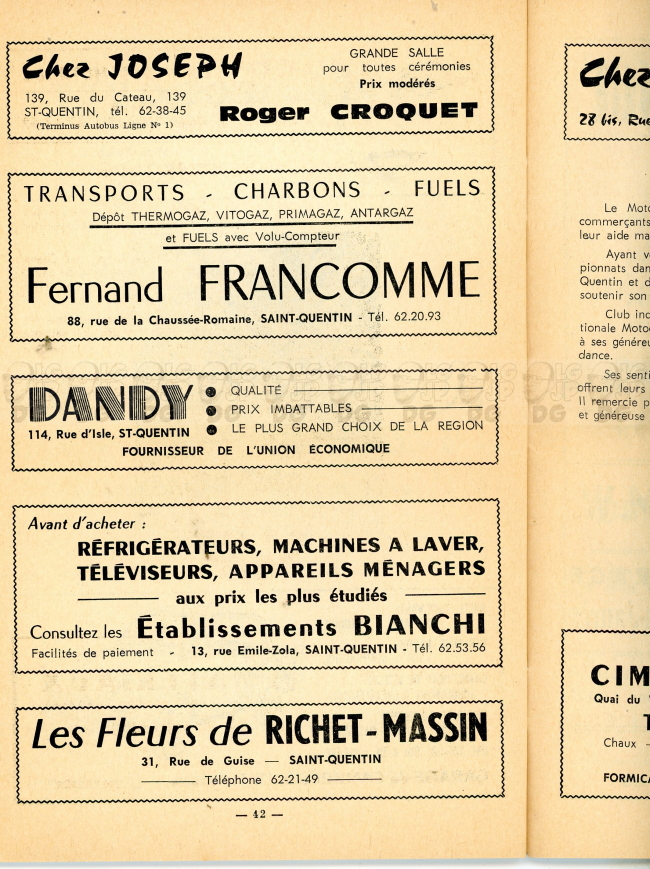 Chez JOSEPH
139, Rue du Cateau, 139
ST-QUENTIN, tél. 62-38-45
(Terminus Autobus Ligne Nº 1)
GRANDE SALLE
pour toutes cérémonies
Prix modérés
Roger CROQUET
TRANSPORTS - CHARBONS - FUELS
Dépôt THERMOGAZ, VITOGAZ, PRIMAGAZ, ANTARGAZ
et FUELS avec Volu-Compteur
Fernand FRANCOMME
88, rue de la Chaussée-Romaine, SAINT-QUENTIN - Tél. 62.20.93
DANDY
114, Rue d'Isle, ST-QUENTIN
QUALITÉ
PRIX IMBATTABLES
LE PLUS GRAND CHOIX DE LA REGION
FOURNISSEUR DE L'UNION ÉCONOMIQUE
Avant d'acheter :
RÉFRIGÉRATEURS, MACHINES A LAVER,
TÉLÉVISEURS, APPAREILS MÉNAGERS
aux prix les plus étudiés
Consultez les Établissements BIANCHI
Facilités de paiement - 13, rue Emile-Zola, SAINT-QUENTIN - Tél. 62.53.56
Les Fleurs de RICHET-MASSIN
31, Rue de Guise — SAINT-QUENTIN
Téléphone 62-21-49
— 42 —
Chez
28 bis, Rue
Le Moto
commerçants
leur aide ma
Ayant v
pionnats dan
Quentin et d
soutenir son
Club ind
tionale Motoc
à ses généreu
dance.
Ses senti
offrent leurs
Il remercie p
et généreuse
CIM
Quai du
Chaux —
FORMICA